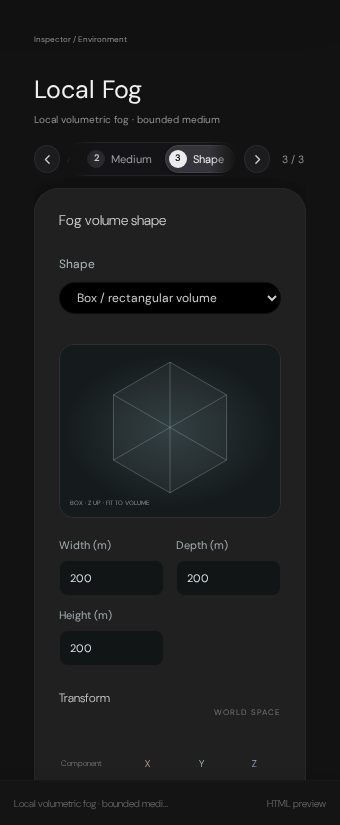 Inspector / Environment
Local Fog
Local volumetric fog · bounded medium
2 Medium 3 Shape 3 / 3
Fog volume shape
Shape
Box / rectangular volume
BOX · Z UP · FIT TO VOLUME
Width (m) Depth (m)
200 200
Height (m)
200
Transform
WORLD SPACE
Component X Y Z
Local volumetric fog · bounded medi... HTML preview